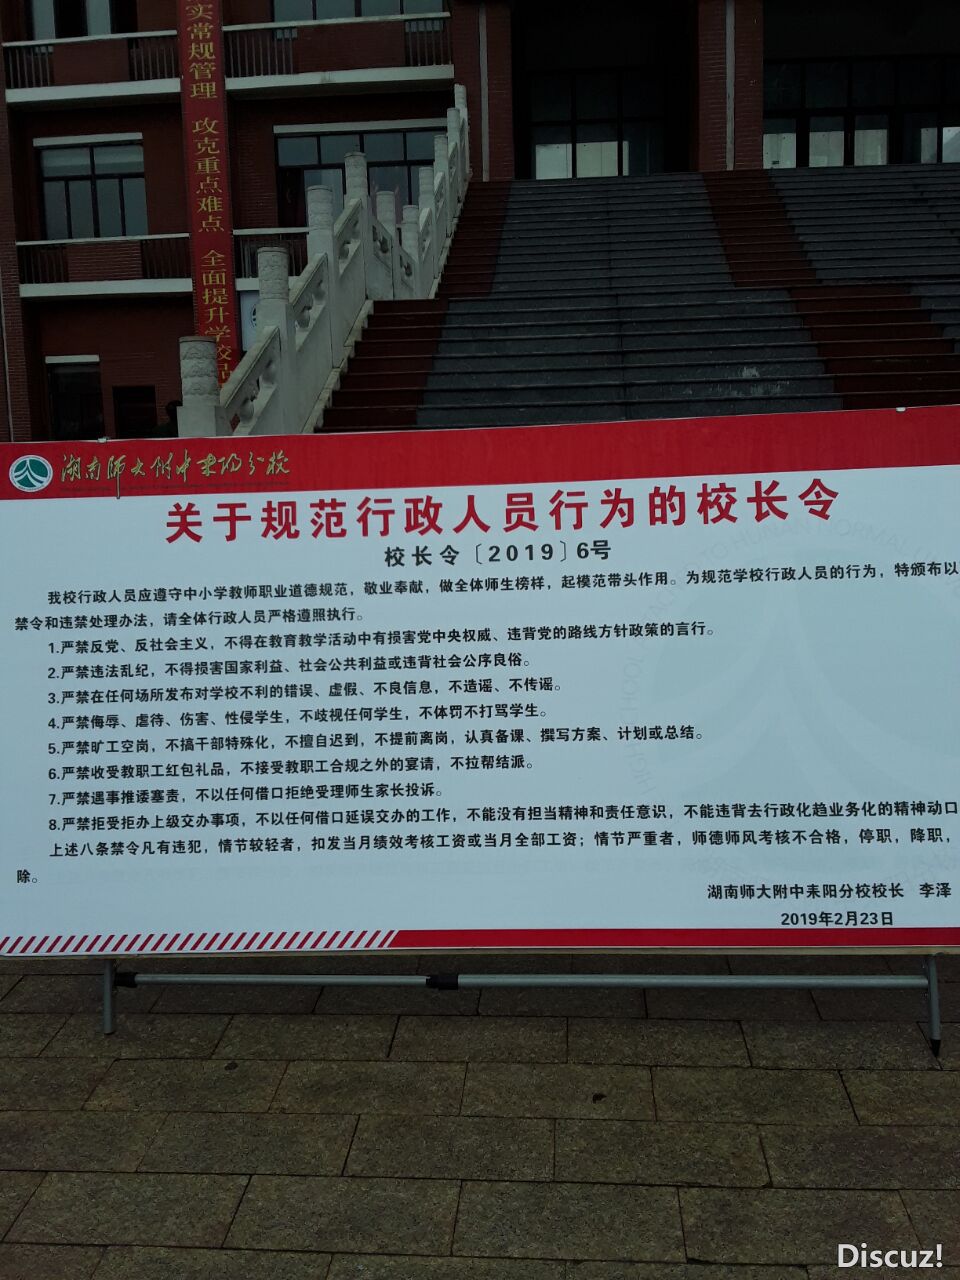 实常规管理 攻克重点难点 全面提升学校品
湖南师大附中耒阳分校
关于规范行政人员行为的校长令
校长令〔2019〕6号
我校行政人员应遵守中小学教师职业道德规范，敬业奉献，做全体师生榜样，起模范带头作用。为规范学校行政人员的行为，特颁布以
禁令和违禁处理办法，请全体行政人员严格遵照执行。
1.严禁反党、反社会主义，不得在教育教学活动中有损害党中央权威、违背党的路线方针政策的言行。
2.严禁违法乱纪，不得损害国家利益、社会公共利益或违背社会公序良俗。
3.严禁在任何场所发布对学校不利的错误、虚假、不良信息，不造谣、不传谣。
4.严禁侮辱、虐待、伤害、性侵学生，不歧视任何学生，不体罚不打骂学生。
5.严禁旷工空岗，不搞干部特殊化，不擅自迟到，不提前离岗，认真备课、撰写方案、计划或总结。
6.严禁收受教职工红包礼品，不接受教职工合规之外的宴请，不拉帮结派。
7.严禁遇事推诿塞责，不以任何借口拒绝受理师生家长投诉。
8.严禁拒受拒办上级交办事项，不以任何借口延误交办的工作，不能没有担当精神和责任意识，不能违背去行政化趋业务化的精神动口
上述八条禁令凡有违犯，情节较轻者，扣发当月绩效考核工资或当月全部工资；情节严重者，师德师风考核不合格，停职，降职，
除。
湖南师大附中耒阳分校校长 李泽
2019年2月23日
Discuz!